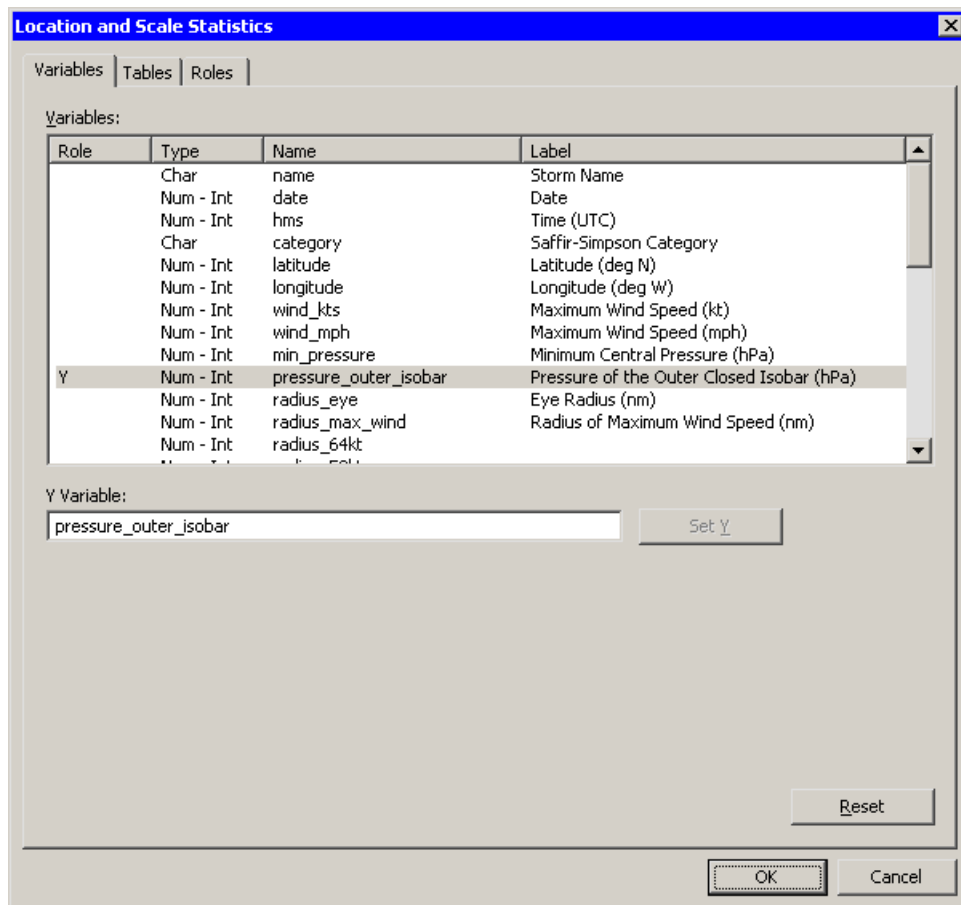 Location and Scale Statistics
Variables Tables Roles
Variables:
Role Type Name Label
Char name Storm Name
Num - Int date Date
Num - Int hms Time (UTC)
Char category Saffir-Simpson Category
Num - Int latitude Latitude (deg N)
Num - Int longitude Longitude (deg W)
Num - Int wind_kts Maximum Wind Speed (kt)
Num - Int wind_mph Maximum Wind Speed (mph)
Num - Int min_pressure Minimum Central Pressure (hPa)
Y Num - Int pressure_outer_isobar Pressure of the Outer Closed Isobar (hPa)
Num - Int radius_eye Eye Radius (nm)
Num - Int radius_max_wind Radius of Maximum Wind Speed (nm)
Num - Int radius_64kt
Y Variable:
pressure_outer_isobar Set Y
Reset
OK Cancel